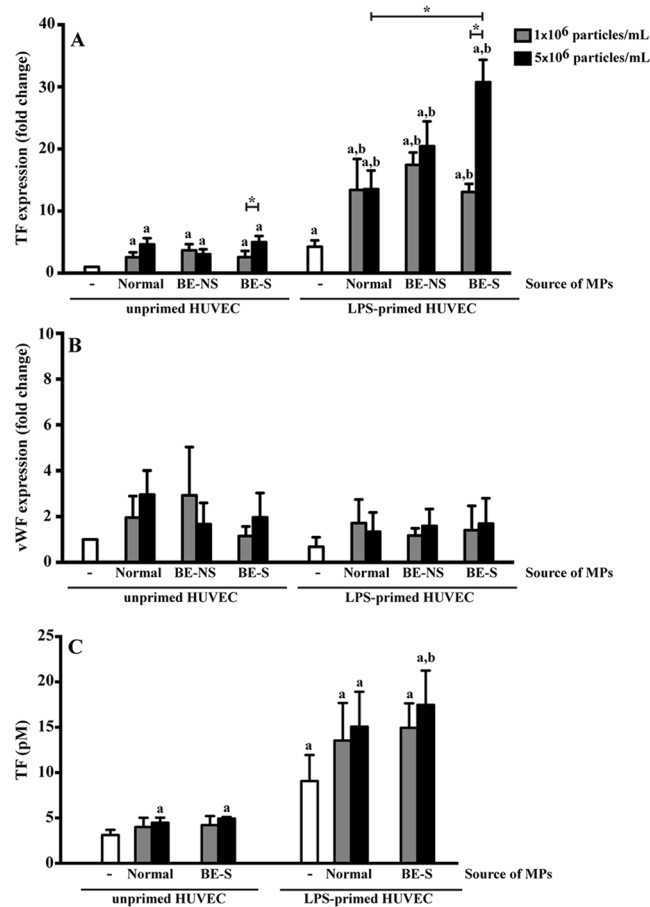 A
TF expression (fold change)
40
30
20
10
0
1x10⁶ particles/mL
5x10⁶ particles/mL
*
*
a,b
a,b
a,b
a,b
a,b
a,b
*
a a
a a
a a
a
- Normal BE-NS BE-S - Normal BE-NS BE-S Source of MPs
unprimed HUVEC LPS-primed HUVEC
B
vWF expression (fold change)
10
8
6
4
2
0
- Normal BE-NS BE-S - Normal BE-NS BE-S Source of MPs
unprimed HUVEC LPS-primed HUVEC
C
TF (pM)
25
20
15
10
5
0
a a a a a a a,b
- Normal BE-S - Normal BE-S Source of MPs
unprimed HUVEC LPS-primed HUVEC